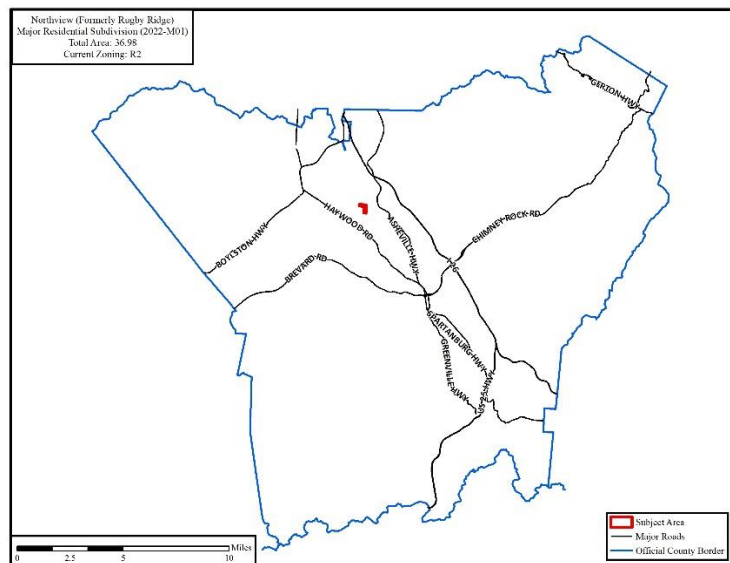 Northview (Formerly Rugby Ridge)
Major Residential Subdivision (2022-M01)
Total Area: 36.98
Current Zoning: R2
GERTON HWY
CHIMNEY ROCK RD
HAYWOOD RD
ASHEVILLE HWY
BOYLSTON HWY
BREVARD RD
I-26
SPARTANBURG HWY
GREENVILLE HWY
US 25 HWY
Miles
0 2.5 5 10
Subject Area
Major Roads
Official County Border